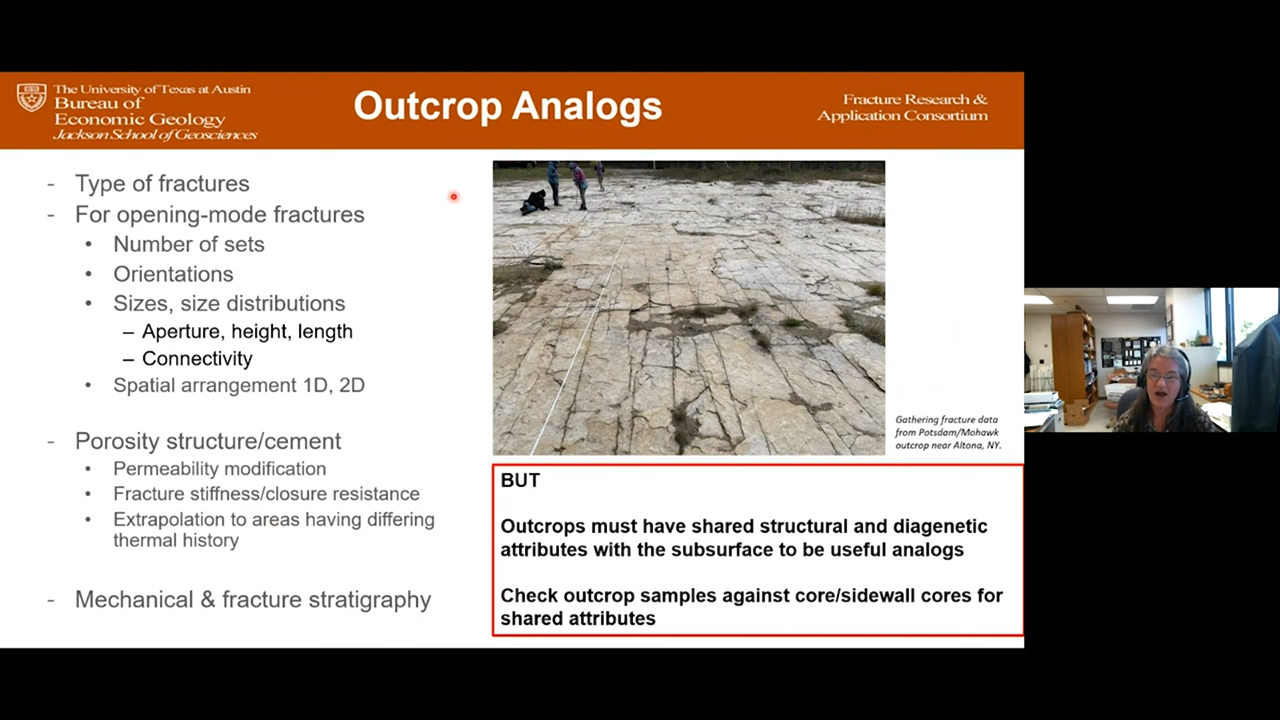 The University of Texas at Austin
Bureau of
Economic Geology
Jackson School of Geosciences
Outcrop Analogs
Fracture Research &
Application Consortium
- Type of fractures
- For opening-mode fractures
• Number of sets
• Orientations
• Sizes, size distributions
– Aperture, height, length
– Connectivity
• Spatial arrangement 1D, 2D
- Porosity structure/cement
• Permeability modification
• Fracture stiffness/closure resistance
• Extrapolation to areas having differing
thermal history
- Mechanical & fracture stratigraphy
Gathering fracture data
from Potsdam/Mohawk
outcrop near Altona, NY.
BUT
Outcrops must have shared structural and diagenetic
attributes with the subsurface to be useful analogs
Check outcrop samples against core/sidewall cores for
shared attributes